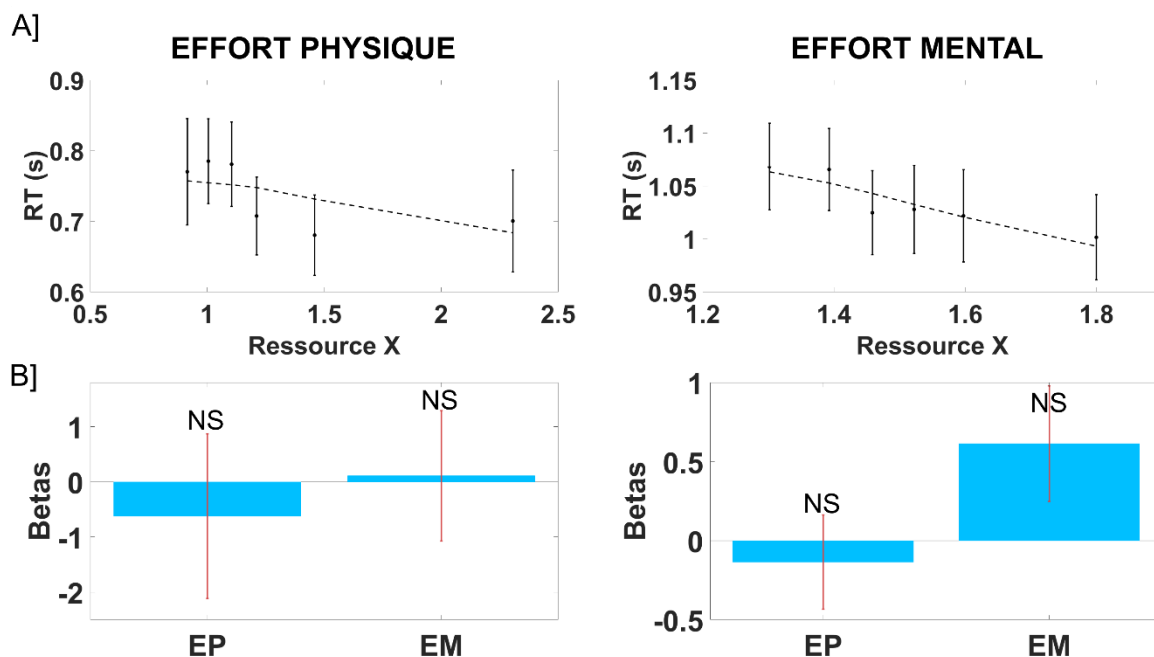 A]
EFFORT PHYSIQUE
0.9
0.8
0.7
0.6
RT (s)
0.5
1
1.5
2
2.5
Ressource X
EFFORT MENTAL
1.15
1.1
1.05
1
0.95
RT (s)
1.2
1.4
1.6
1.8
Ressource X
B]
1
0
-1
-2
Betas
NS
NS
EP
EM
1
0.5
0
-0.5
Betas
NS
NS
EP
EM